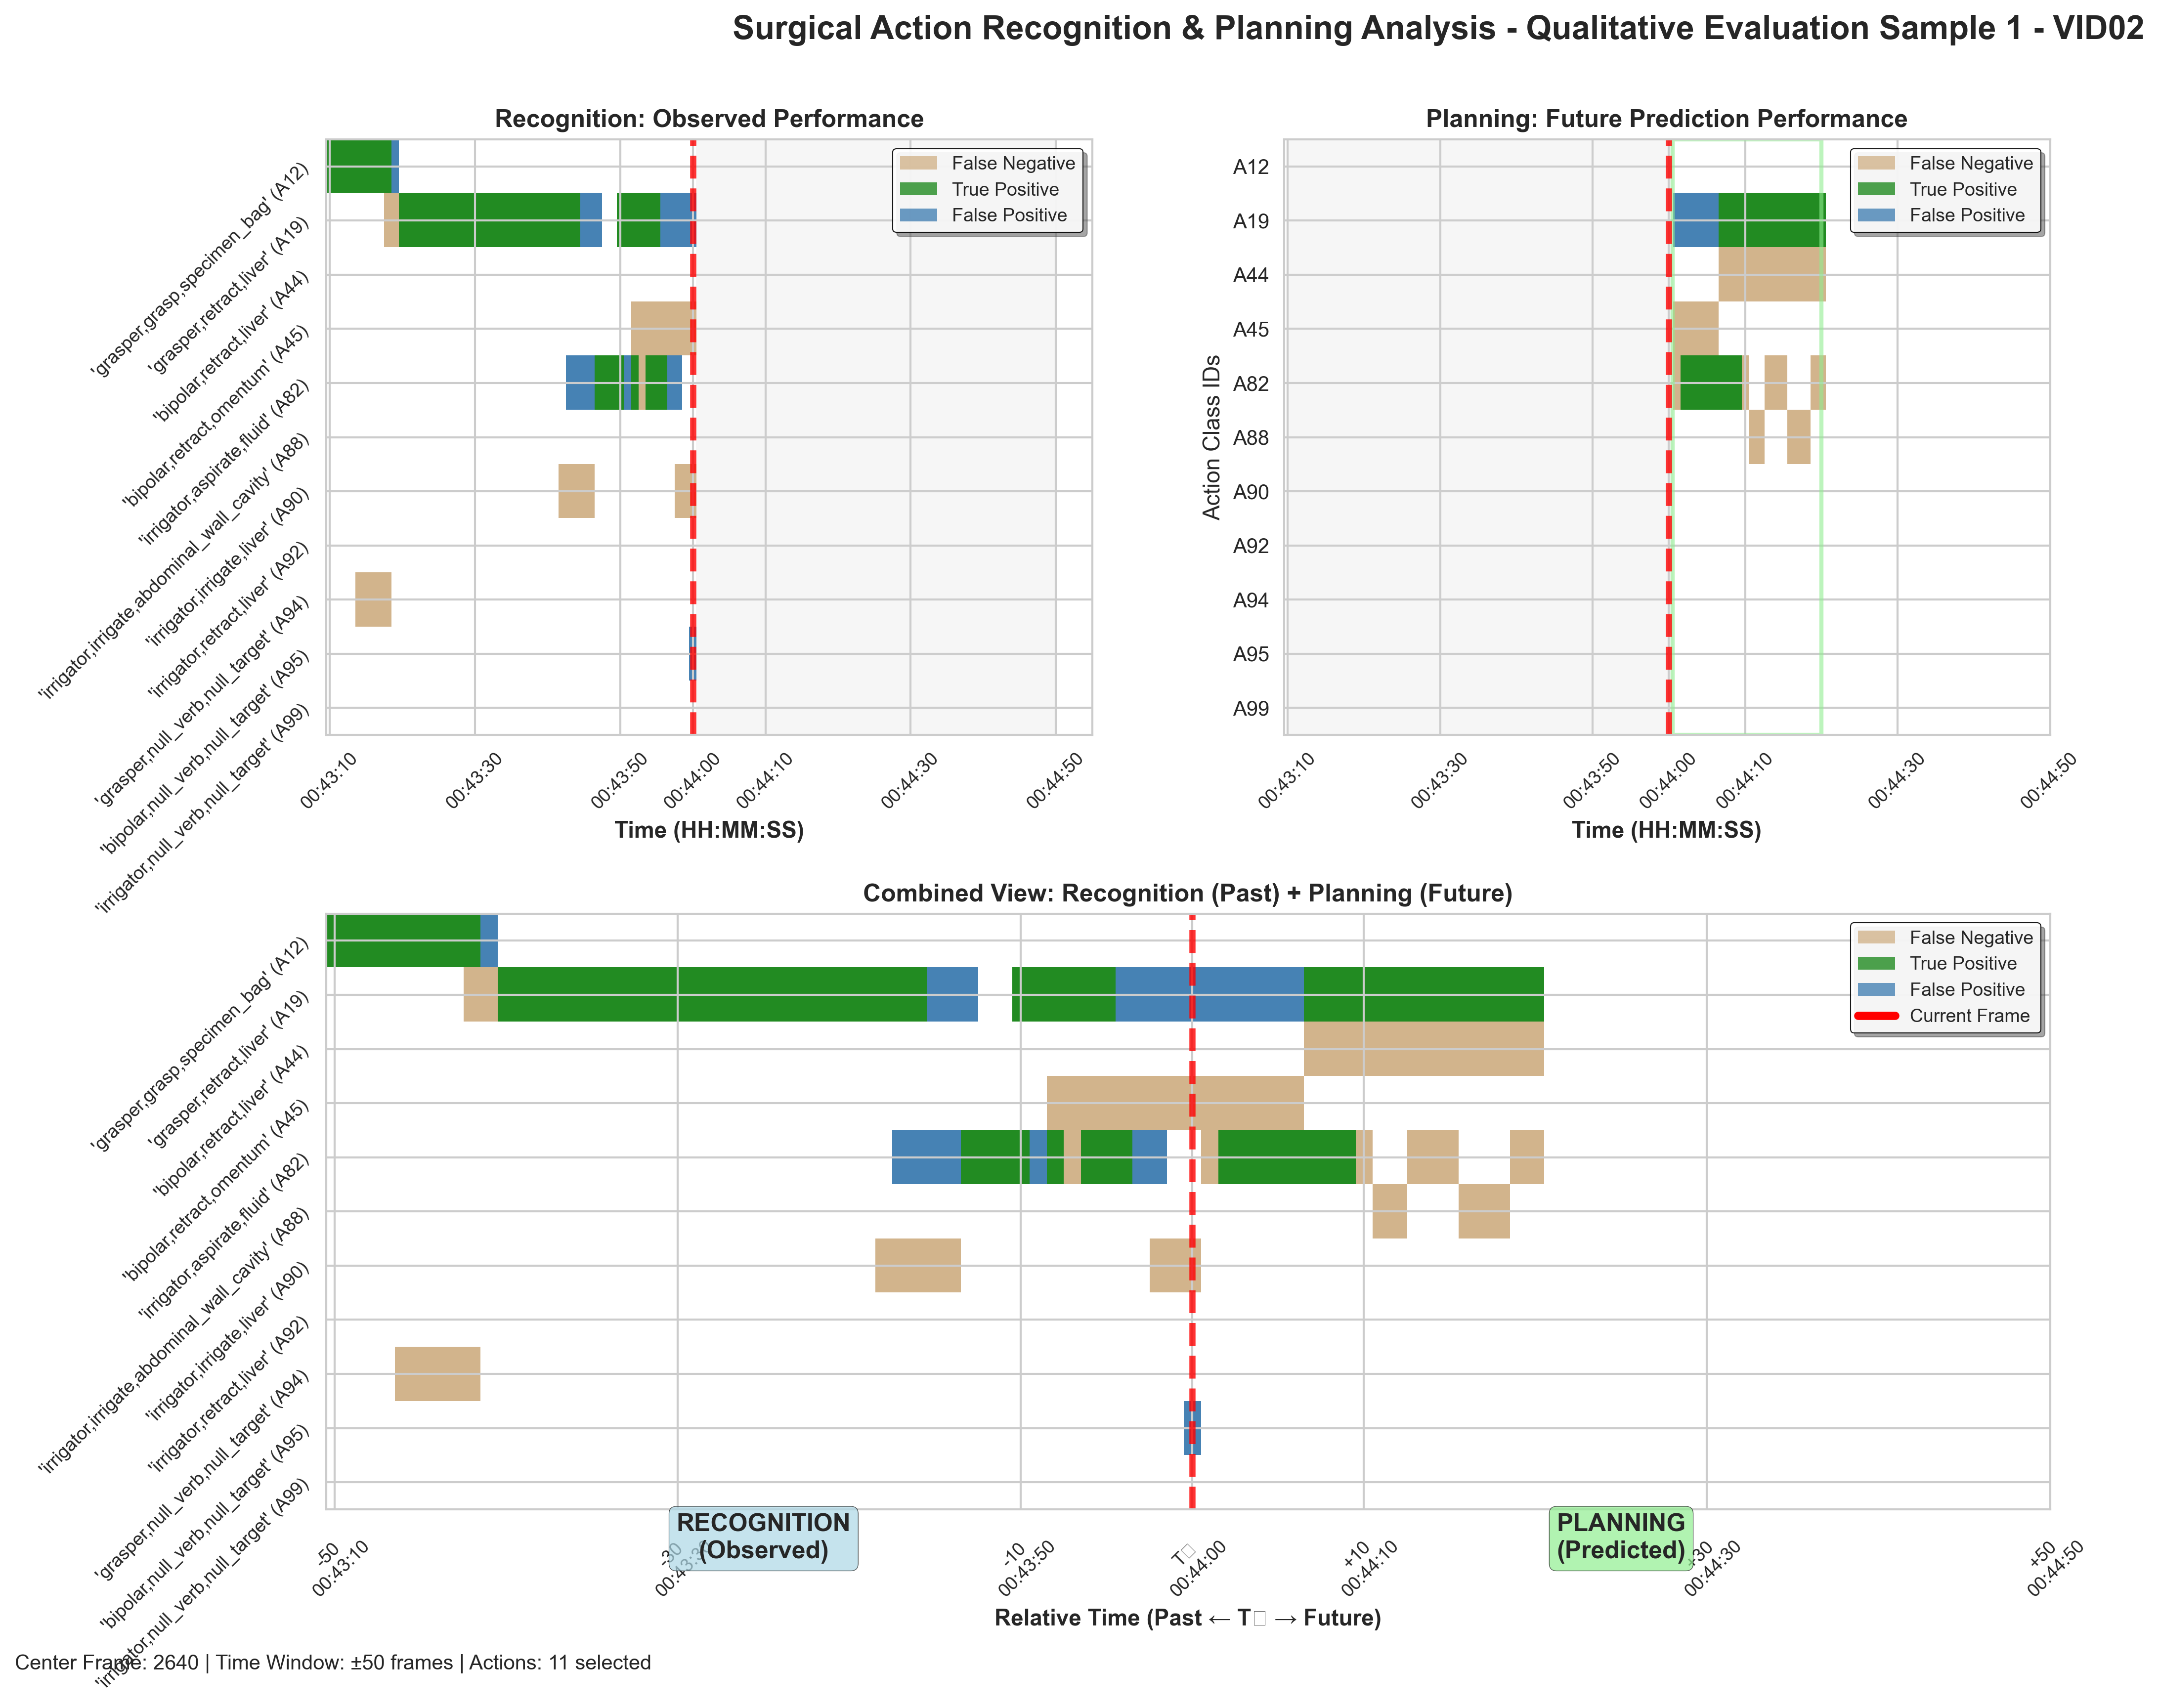 Surgical Action Recognition & Planning Analysis - Qualitative Evaluation Sample 1 - VID02
Recognition: Observed Performance
False Negative
True Positive
False Positive
'grasper,grasp,specimen_bag' (A12)
'grasper,retract,liver' (A19)
'bipolar,retract,liver' (A44)
'bipolar,retract,omentum' (A45)
'irrigator,aspirate,fluid' (A82)
'irrigator,irrigate,abdominal_wall_cavity' (A88)
'irrigator,irrigate,liver' (A90)
'irrigator,retract,liver' (A92)
'grasper,null_verb,null_target' (A94)
'bipolar,null_verb,null_target' (A95)
'irrigator,null_verb,null_target' (A99)
00:43:10
00:43:30
00:43:50
00:44:00
00:44:10
00:44:30
00:44:50
Time (HH:MM:SS)
Planning: Future Prediction Performance
False Negative
True Positive
False Positive
Action Class IDs
A12
A19
A44
A45
A82
A88
A90
A92
A94
A95
A99
00:43:10
00:43:30
00:43:50
00:44:00
00:44:10
00:44:30
00:44:50
Time (HH:MM:SS)
Combined View: Recognition (Past) + Planning (Future)
False Negative
True Positive
False Positive
Current Frame
'grasper,grasp,specimen_bag' (A12)
'grasper,retract,liver' (A19)
'bipolar,retract,liver' (A44)
'bipolar,retract,omentum' (A45)
'irrigator,aspirate,fluid' (A82)
'irrigator,irrigate,abdominal_wall_cavity' (A88)
'irrigator,irrigate,liver' (A90)
'irrigator,retract,liver' (A92)
'grasper,null_verb,null_target' (A94)
'bipolar,null_verb,null_target' (A95)
'irrigator,null_verb,null_target' (A99)
RECOGNITION
(Observed)
PLANNING
(Predicted)
-50
00:43:10
-30
00:43:30
-10
00:43:50
T□
00:44:00
+10
00:44:10
+30
00:44:30
+50
00:44:50
Relative Time (Past ← T□ → Future)
Center Frame: 2640 | Time Window: ±50 frames | Actions: 11 selected